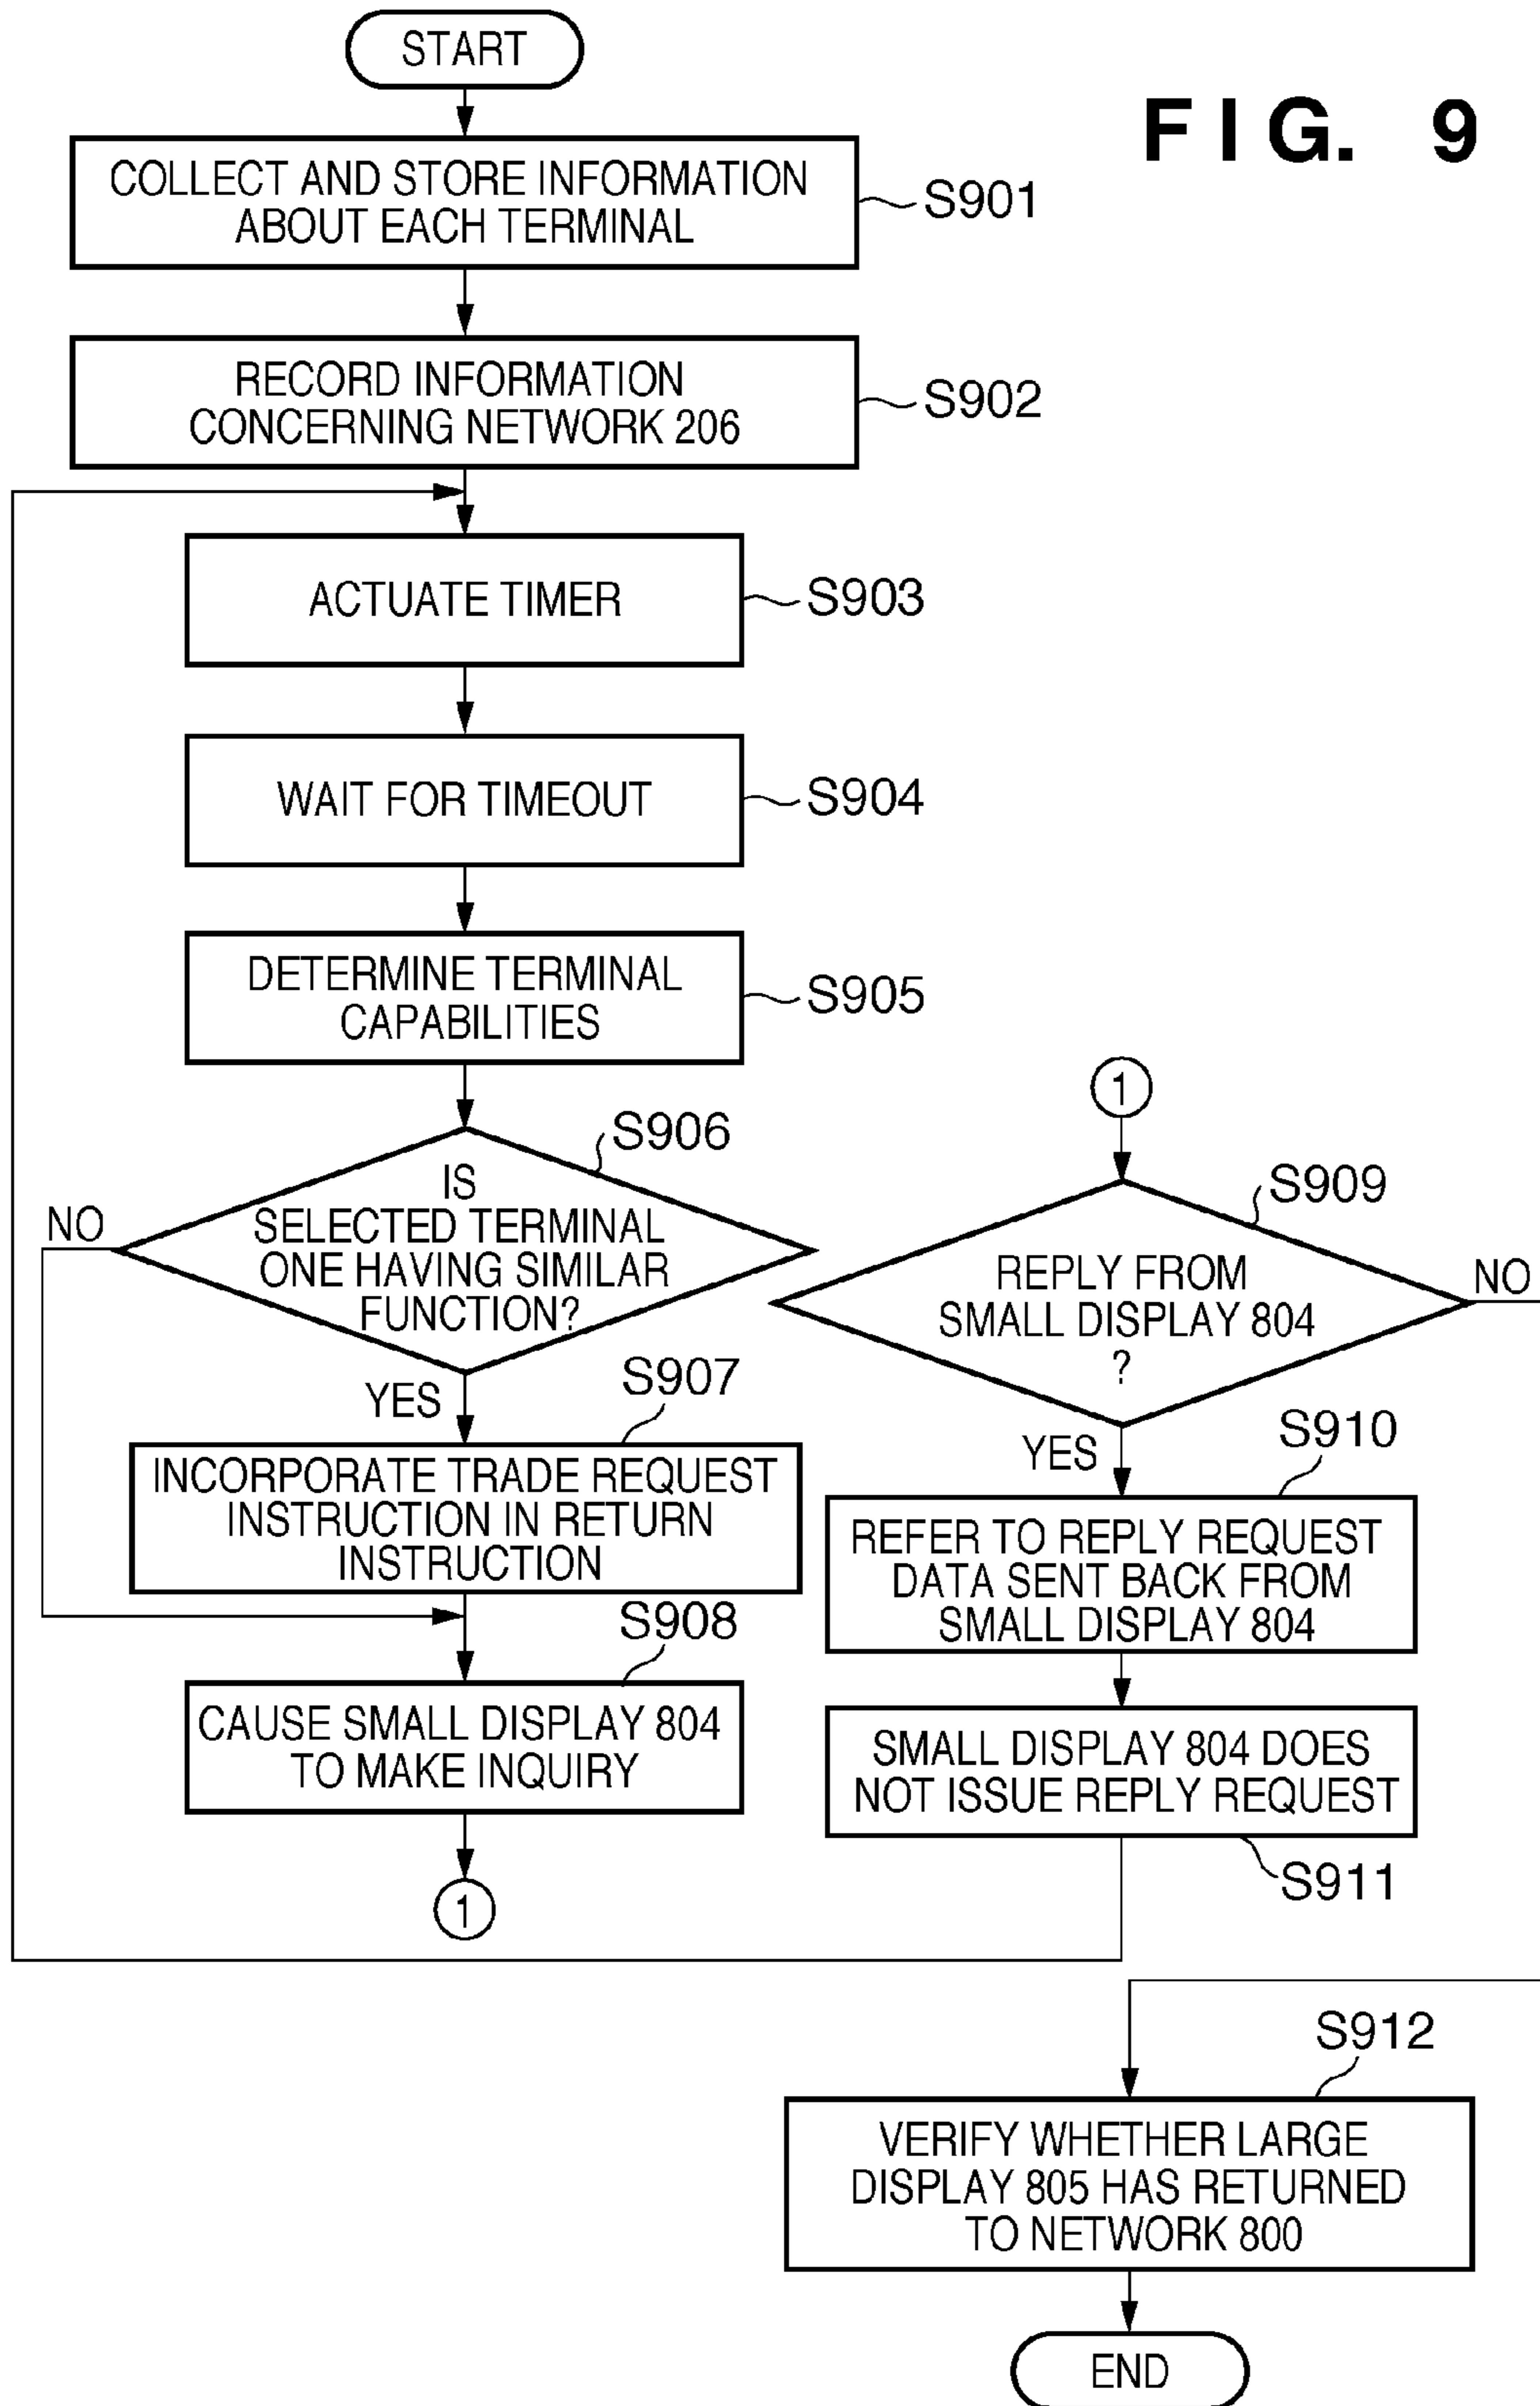 START
FIG. 9
COLLECT AND STORE INFORMATION
ABOUT EACH TERMINAL
S901
RECORD INFORMATION
CONCERNING NETWORK 206
S902
ACTUATE TIMER
S903
WAIT FOR TIMEOUT
S904
DETERMINE TERMINAL
CAPABILITIES
S905
S906
IS
SELECTED TERMINAL
ONE HAVING SIMILAR
FUNCTION?
NO
YES
S907
INCORPORATE TRADE REQUEST
INSTRUCTION IN RETURN
INSTRUCTION
S908
CAUSE SMALL DISPLAY 804
TO MAKE INQUIRY
1
1
S909
REPLY FROM
SMALL DISPLAY 804
?
NO
YES
S910
REFER TO REPLY REQUEST
DATA SENT BACK FROM
SMALL DISPLAY 804
SMALL DISPLAY 804 DOES
NOT ISSUE REPLY REQUEST
S911
S912
VERIFY WHETHER LARGE
DISPLAY 805 HAS RETURNED
TO NETWORK 800
END